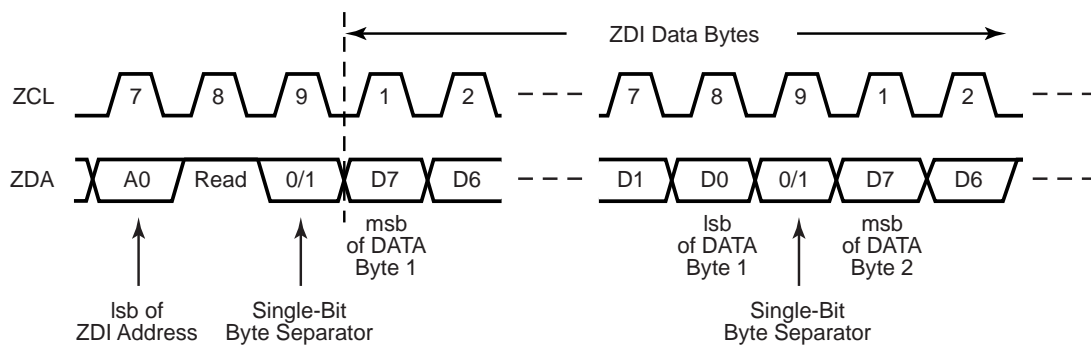 ZDI Data Bytes
ZCL 7 8 9 1 2 7 8 9 1 2
ZDA A0 Read 0/1 D7 D6 D1 D0 0/1 D7 D6
msb
of DATA
Byte 1
lsb
of DATA
Byte 1
msb
of DATA
Byte 2
lsb of
ZDI Address
Single-Bit
Byte Separator
Single-Bit
Byte Separator